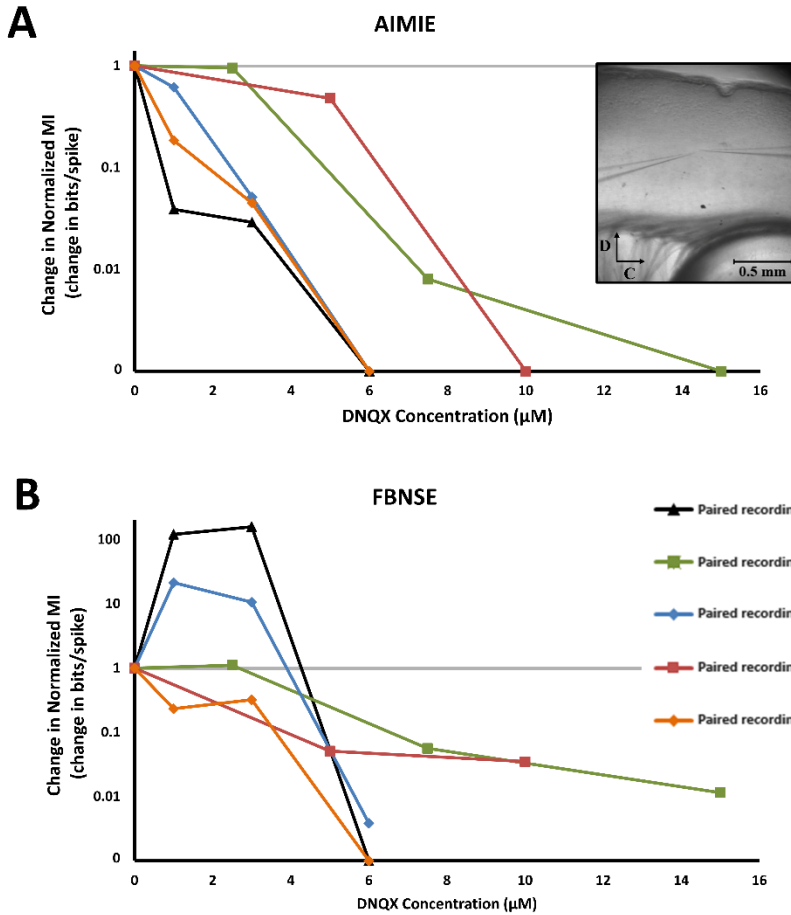 A
AIMIE
Change in Normalized MI
(change in bits/spike)
1
0.1
0.01
0
0 2 4 6 8 10 12 14 16
DNQX Concentration (µM)
D
C
0.5 mm
B
FBNSE
Change in Normalized MI
(change in bits/spike)
100
10
1
0.1
0.01
0
0 2 4 6 8 10 12 14 16
DNQX Concentration (µM)
Paired recordin
Paired recordin
Paired recordin
Paired recordin
Paired recordin